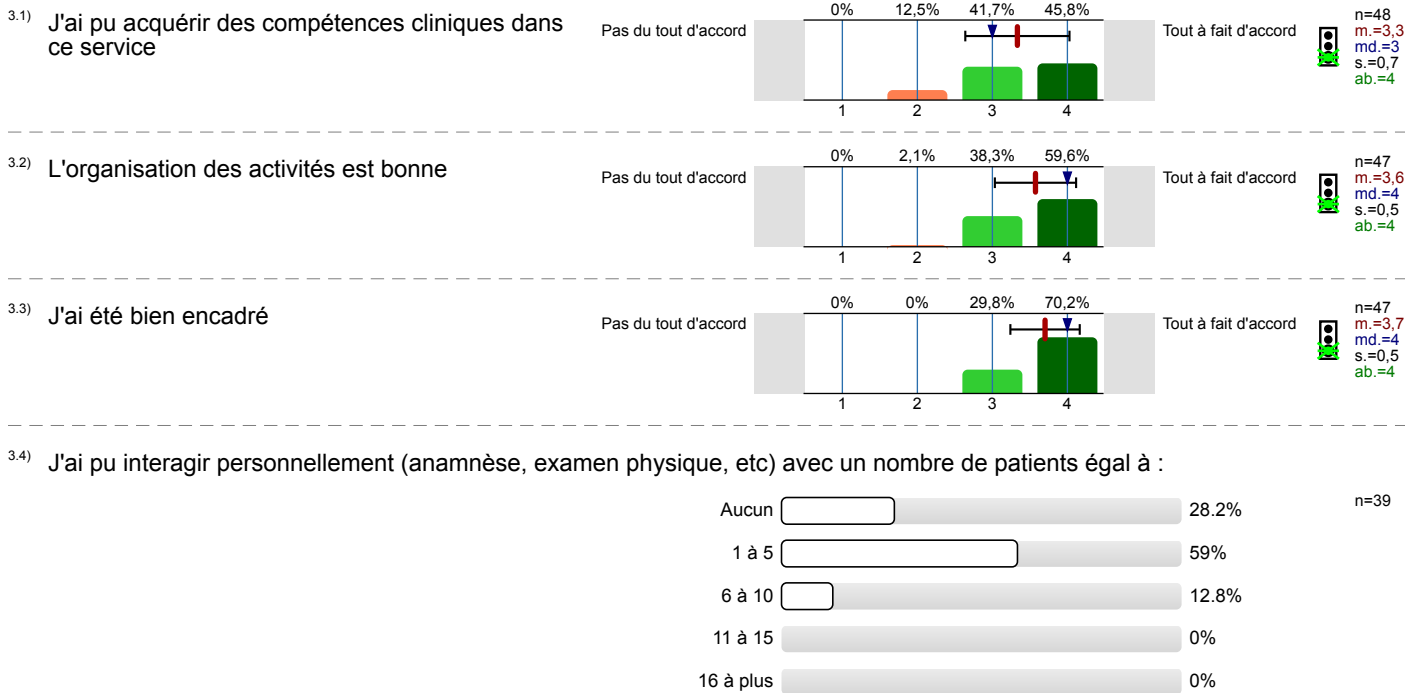 3.1) J'ai pu acquérir des compétences cliniques dans
ce service
Pas du tout d'accord
0% 12,5% 41,7% 45,8%
1 2 3 4
Tout à fait d'accord
n=48
m.=3,3
md.=3
s.=0,7
ab.=4
3.2) L'organisation des activités est bonne
Pas du tout d'accord
0% 2,1% 38,3% 59,6%
1 2 3 4
Tout à fait d'accord
n=47
m.=3,6
md.=4
s.=0,5
ab.=4
3.3) J'ai été bien encadré
Pas du tout d'accord
0% 0% 29,8% 70,2%
1 2 3 4
Tout à fait d'accord
n=47
m.=3,7
md.=4
s.=0,5
ab.=4
3.4) J'ai pu interagir personnellement (anamnèse, examen physique, etc) avec un nombre de patients égal à :
Aucun 28.2% n=39
1 à 5 59%
6 à 10 12.8%
11 à 15 0%
16 à plus 0%